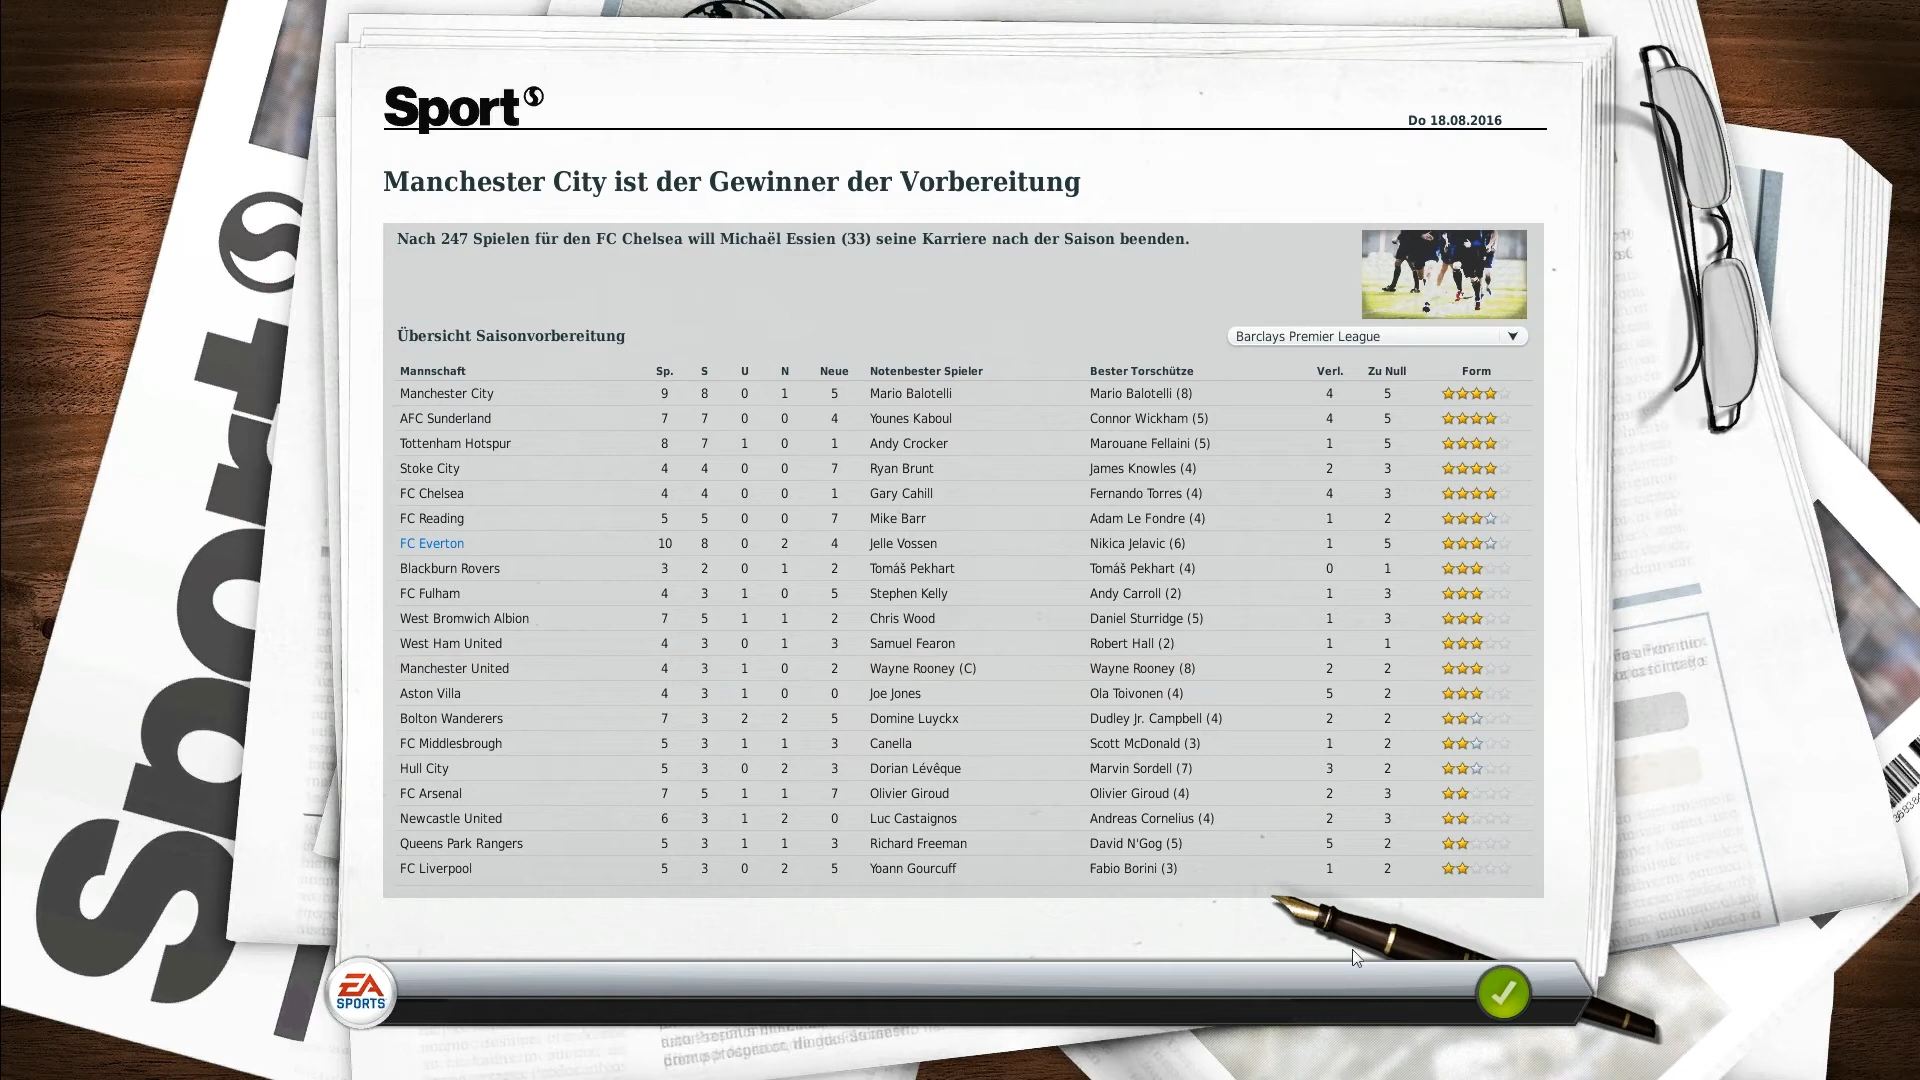 Sport
Do 18.08.2016
Manchester City ist der Gewinner der Vorbereitung
Nach 247 Spielen für den FC Chelsea will Michaël Essien (33) seine Karriere nach der Saison beenden.
Übersicht Saisonvorbereitung
Barclays Premier League
Mannschaft Sp. S U N Neue Notenbester Spieler Bester Torschütze Verl. Zu Null Form
Manchester City 9 8 0 1 5 Mario Balotelli Mario Balotelli (8) 4 5
AFC Sunderland 7 7 0 0 4 Younes Kaboul Connor Wickham (5) 4 5
Tottenham Hotspur 8 7 1 0 1 Andy Crocker Marouane Fellaini (5) 1 5
Stoke City 4 4 0 0 7 Ryan Brunt James Knowles (4) 2 3
FC Chelsea 4 4 0 0 1 Gary Cahill Fernando Torres (4) 4 3
FC Reading 5 5 0 0 7 Mike Barr Adam Le Fondre (4) 1 2
FC Everton 10 8 0 2 4 Jelle Vossen Nikica Jelavic (6) 1 5
Blackburn Rovers 3 2 0 1 2 Tomáš Pekhart Tomáš Pekhart (4) 0 1
FC Fulham 4 3 1 0 5 Stephen Kelly Andy Carroll (2) 1 3
West Bromwich Albion 7 5 1 1 2 Chris Wood Daniel Sturridge (5) 1 3
West Ham United 4 3 0 1 3 Samuel Fearon Robert Hall (2) 1 1
Manchester United 4 3 1 0 2 Wayne Rooney (C) Wayne Rooney (8) 2 2
Aston Villa 4 3 1 0 0 Joe Jones Ola Toivonen (4) 5 2
Bolton Wanderers 7 3 2 2 5 Domine Luyckx Dudley Jr. Campbell (4) 2 2
FC Middlesbrough 5 3 1 1 3 Canella Scott McDonald (3) 1 2
Hull City 5 3 0 2 3 Dorian Lévêque Marvin Sordell (7) 3 2
FC Arsenal 7 5 1 1 7 Olivier Giroud Olivier Giroud (4) 2 3
Newcastle United 6 3 1 2 0 Luc Castaignos Andreas Cornelius (4) 2 3
Queens Park Rangers 5 3 1 1 3 Richard Freeman David N'Gog (5) 5 2
FC Liverpool 5 3 0 2 5 Yoann Gourcuff Fabio Borini (3) 1 2
Sport
EA
SPORTS